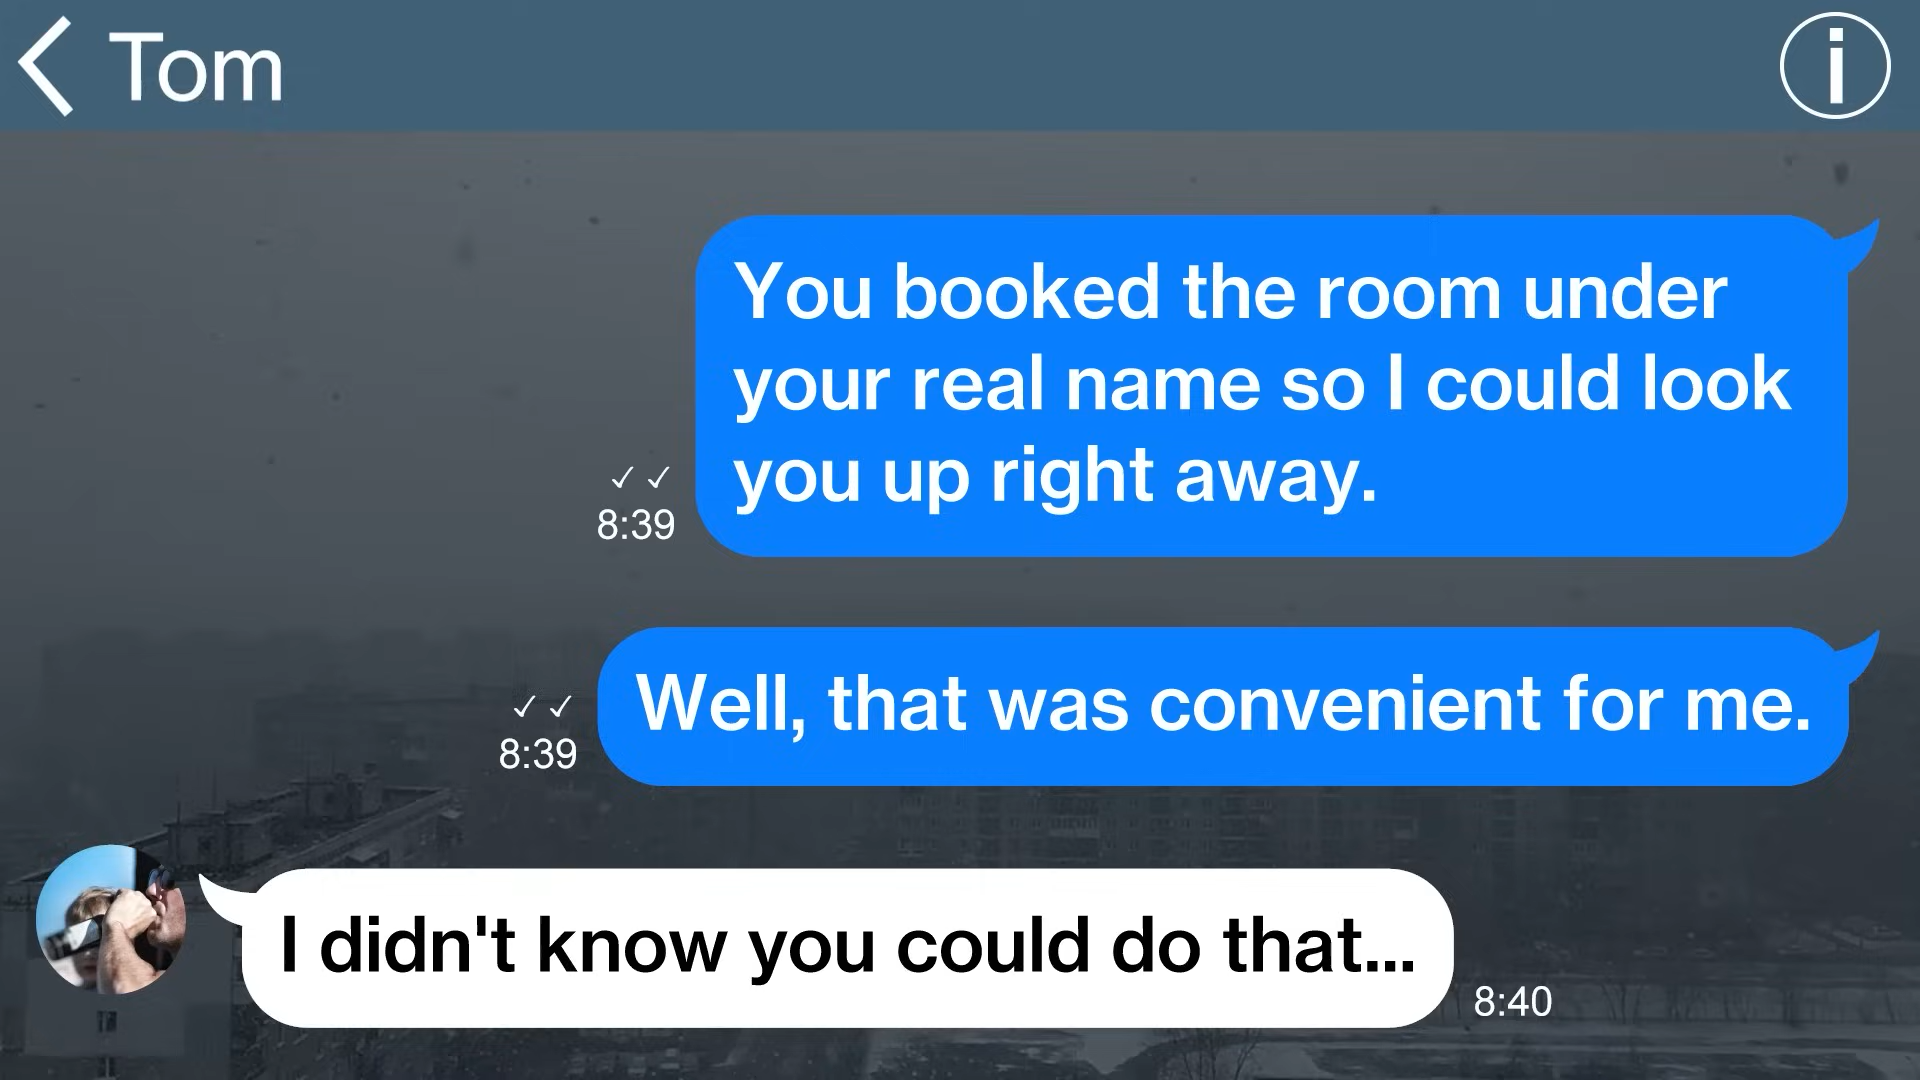 Tom
You booked the room under
your real name so I could look
you up right away.
8:39
Well, that was convenient for me.
8:39
I didn't know you could do that...
8:40